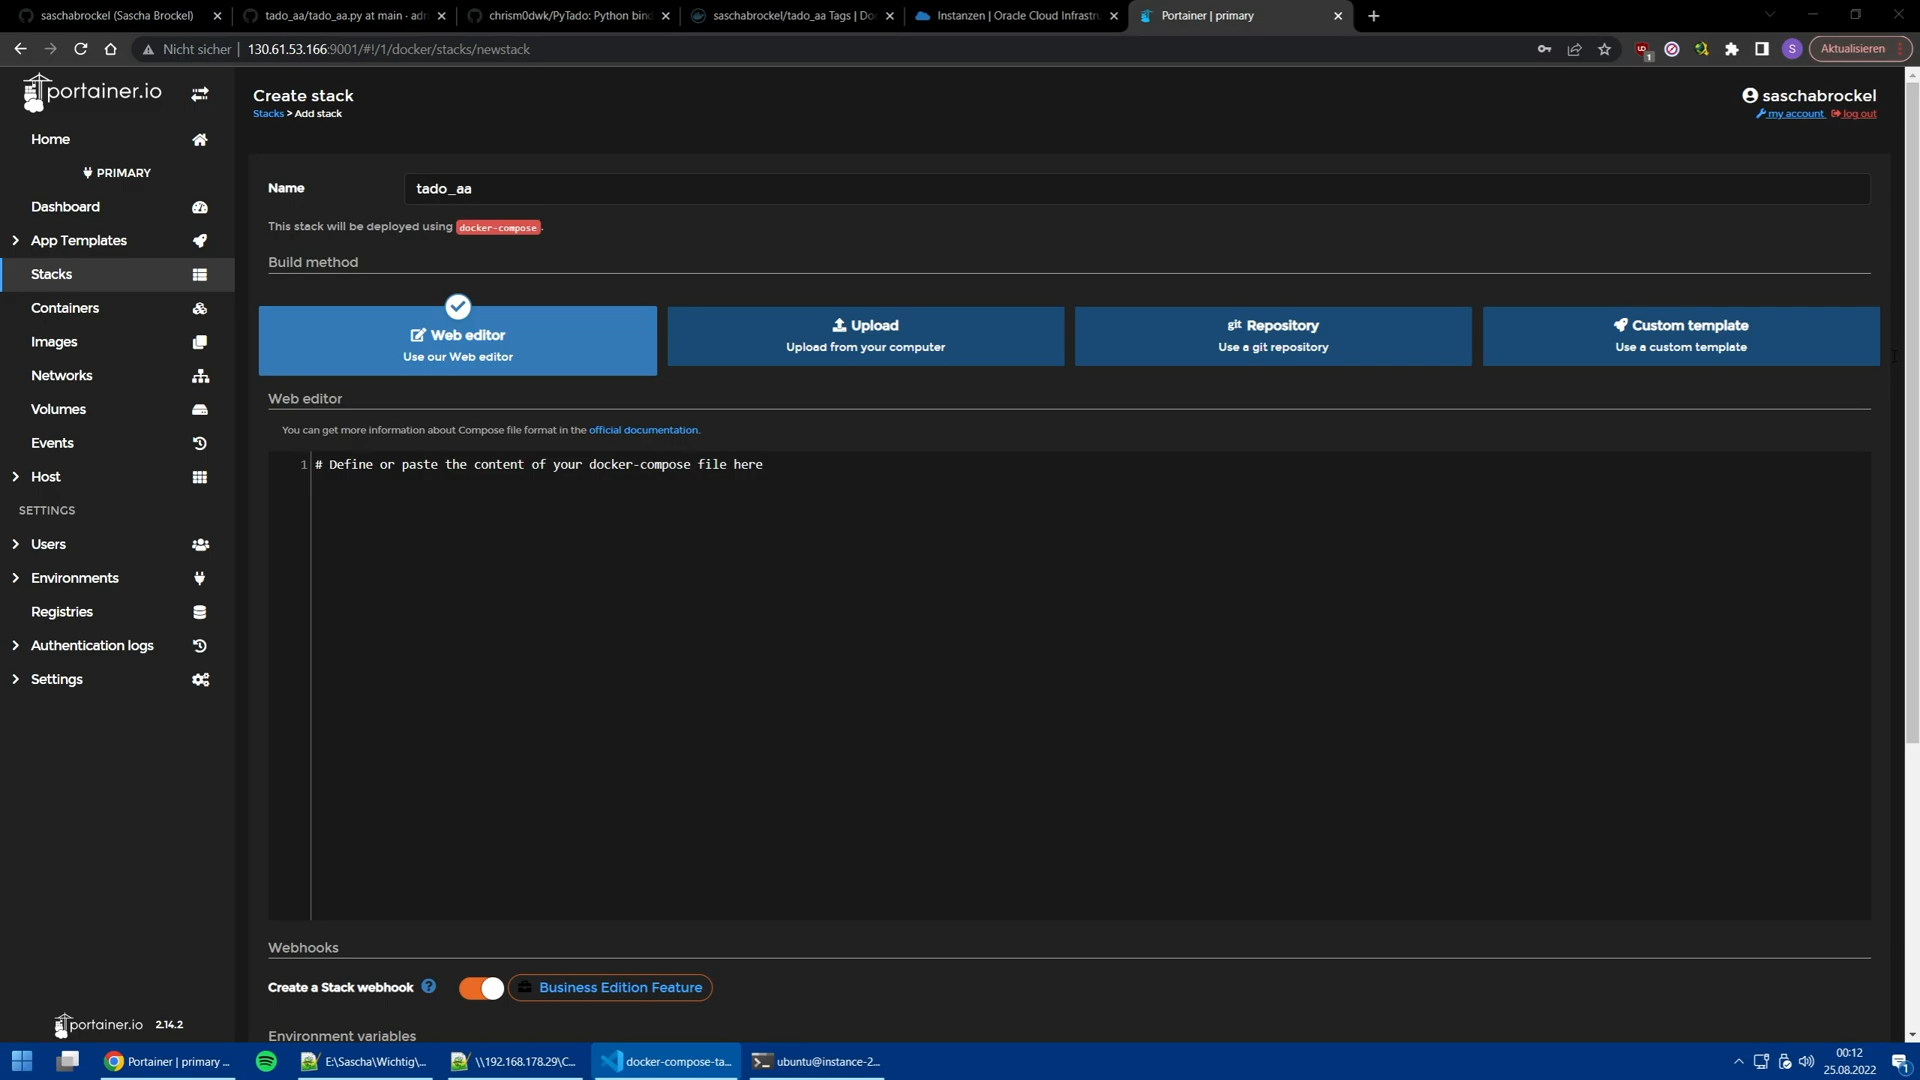 saschabrockel (Sascha Brockel)
tado_aa/tado_aa.py at main · adr
chrism0dwk/PyTado: Python bind
saschabrockel/tado_aa Tags | Do
Instanzen | Oracle Cloud Infrastru
Portainer | primary
Nicht sicher
130.61.53.166:9001/#!/1/docker/stacks/newstack
1
S
Aktualisieren
portainer.io
Home
PRIMARY
Dashboard
App Templates
Stacks
Containers
Images
Networks
Volumes
Events
Host
SETTINGS
Users
Environments
Registries
Authentication logs
Settings
portainer.io 2.14.2
Create stack
Stacks > Add stack
saschabrockel
my account log out
Name
tado_aa
This stack will be deployed using docker-compose.
Build method
Web editor
Use our Web editor
Upload
Upload from your computer
git Repository
Use a git repository
Custom template
Use a custom template
Web editor
You can get more information about Compose file format in the official documentation.
1 # Define or paste the content of your docker-compose file here
Webhooks
Create a Stack webhook
Business Edition Feature
Environment variables
Portainer | primary ...
E:\Sascha\Wichtig\...
\\192.168.178.29\C...
docker-compose-ta...
ubuntu@instance-2...
00:12
25.08.2022
1